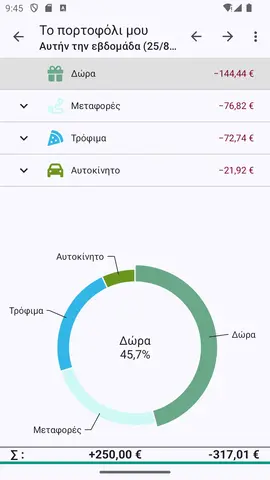 9:45
Το πορτοφόλι μου
Αυτήν την εβδομάδα (25/8…
Δώρα −144,44 €
Μεταφορές −76,82 €
Τρόφιμα −72,74 €
Αυτοκίνητο −21,92 €
Αυτοκινητο
Τρόφιμα
Δώρα
45,7%
Δώρα
Μεταφορές
∑ : +250,00 € -317,01 €